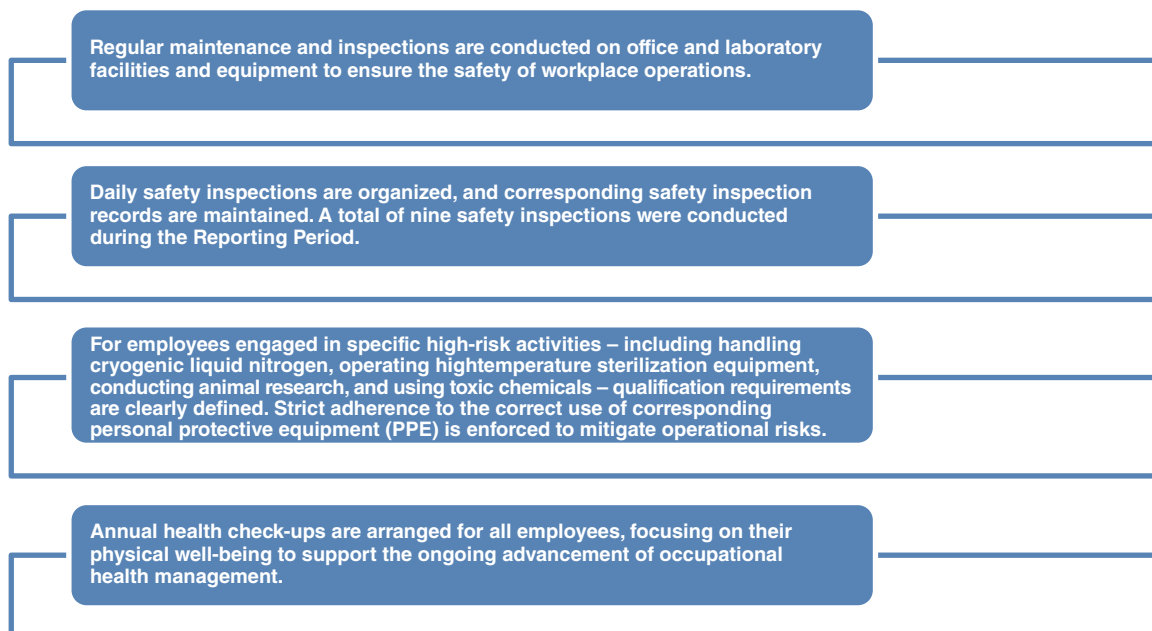 Regular maintenance and inspections are conducted on office and laboratory
facilities and equipment to ensure the safety of workplace operations.
Daily safety inspections are organized, and corresponding safety inspection
records are maintained. A total of nine safety inspections were conducted
during the Reporting Period.
For employees engaged in specific high-risk activities – including handling
cryogenic liquid nitrogen, operating hightemperature sterilization equipment,
conducting animal research, and using toxic chemicals – qualification requirements
are clearly defined. Strict adherence to the correct use of corresponding
personal protective equipment (PPE) is enforced to mitigate operational risks.
Annual health check-ups are arranged for all employees, focusing on their
physical well-being to support the ongoing advancement of occupational
health management.